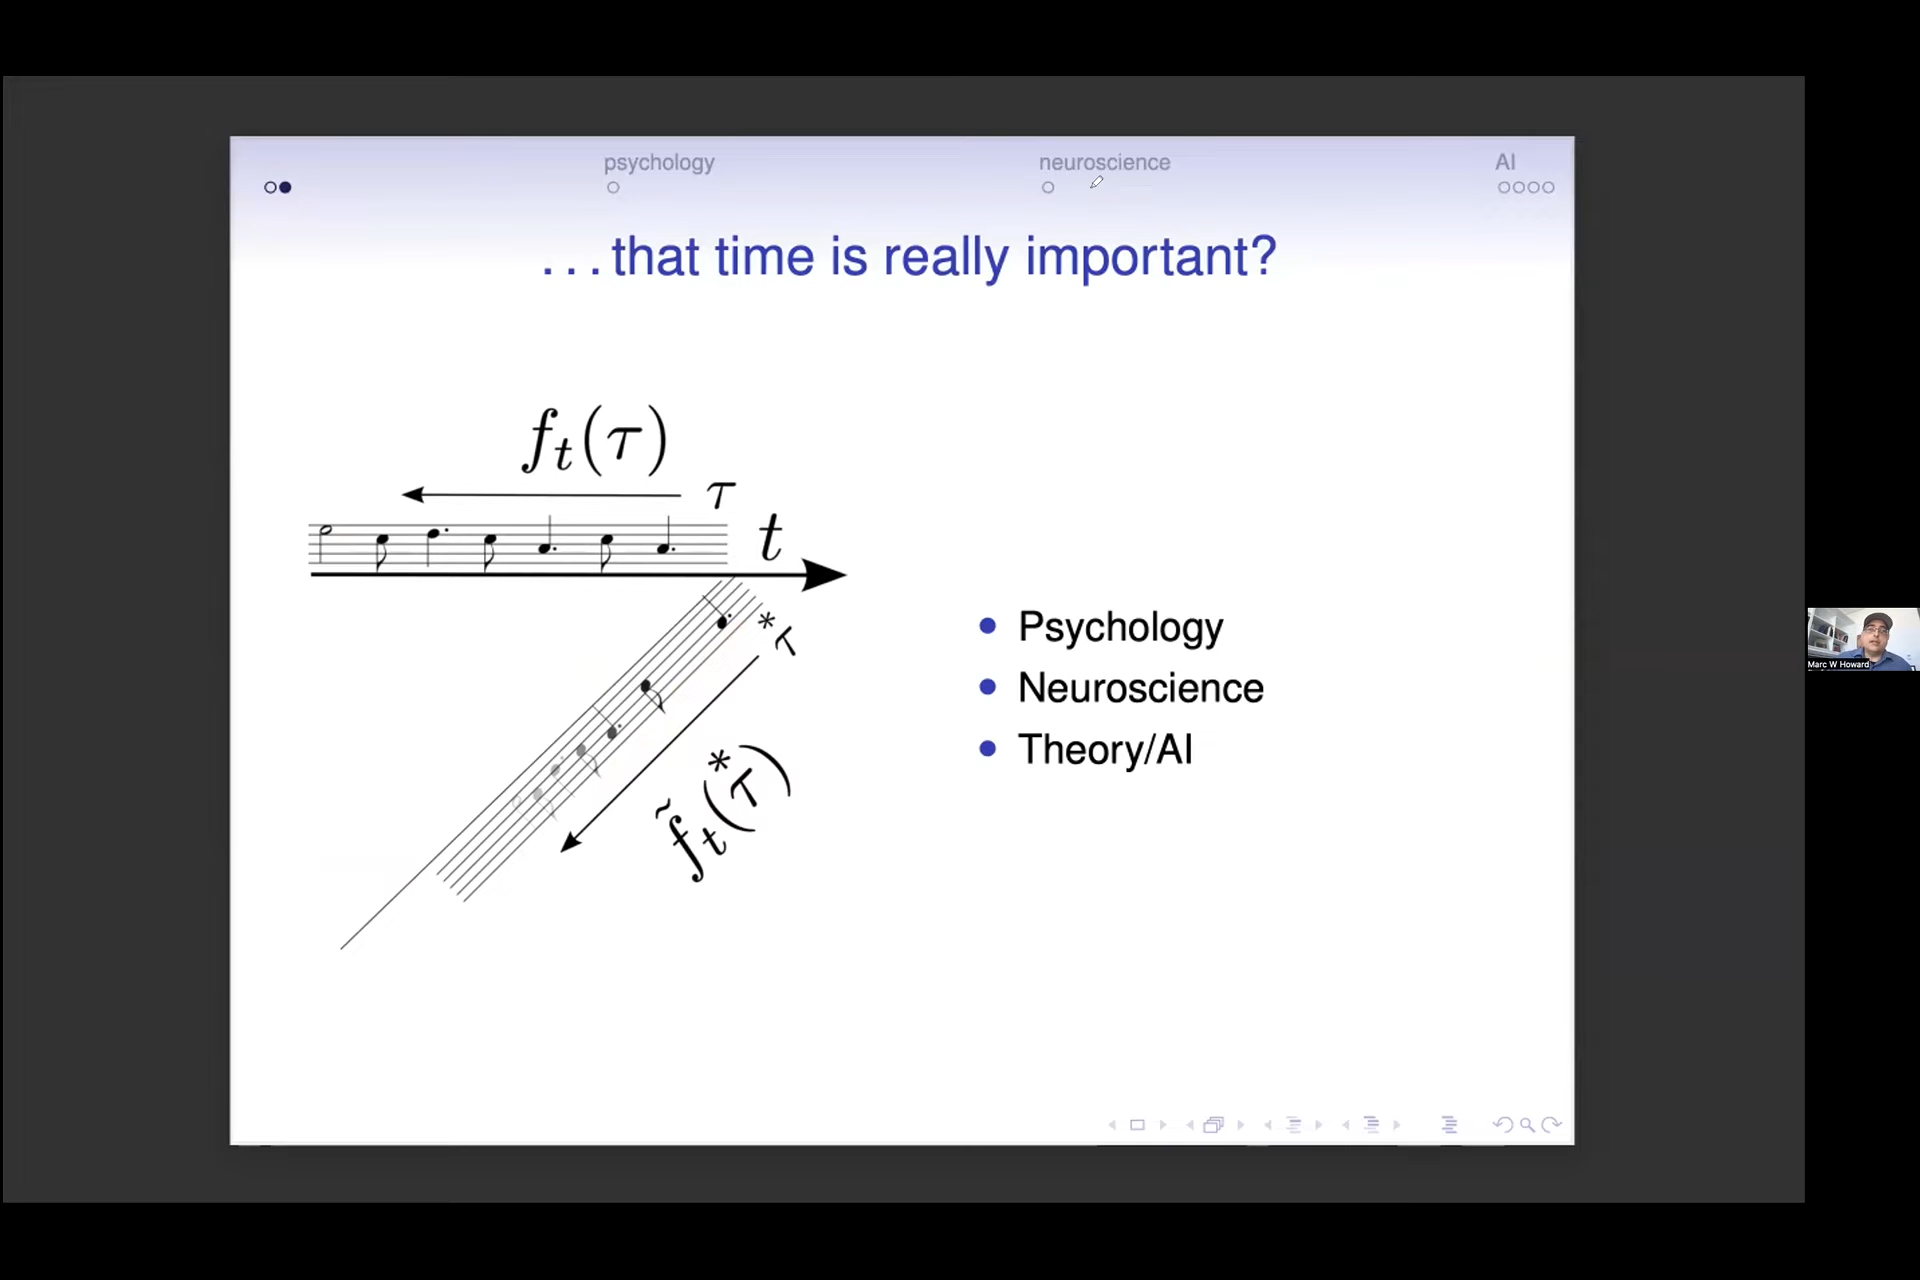 psychology neuroscience AI
...that time is really important?
f_t(τ)
τ
t
*τ
f̃_t(*τ)
Psychology
Neuroscience
Theory/AI
Marc W Howard